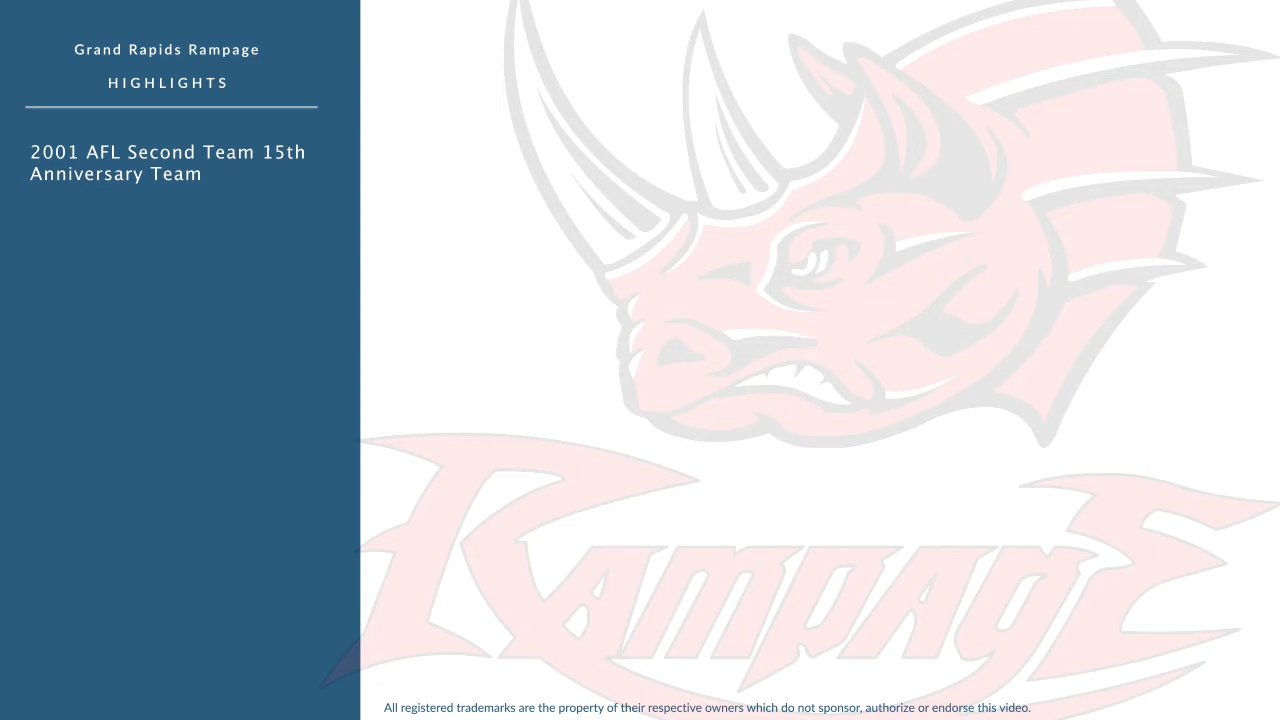 Grand Rapids Rampage
HIGHLIGHTS
2001 AFL Second Team 15th
Anniversary Team
RAMPAGE
All registered trademarks are the property of their respective owners which do not sponsor, authorize or endorse this video.